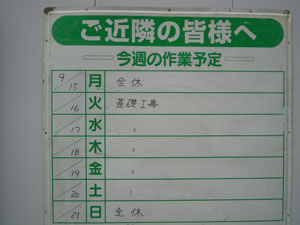 ご近隣の皆様へ
今週の作業予定
9/15 月 全休
16 火 基礎工事
17 水 〃
18 木 〃
19 金 〃
20 土 〃
21 日 全休